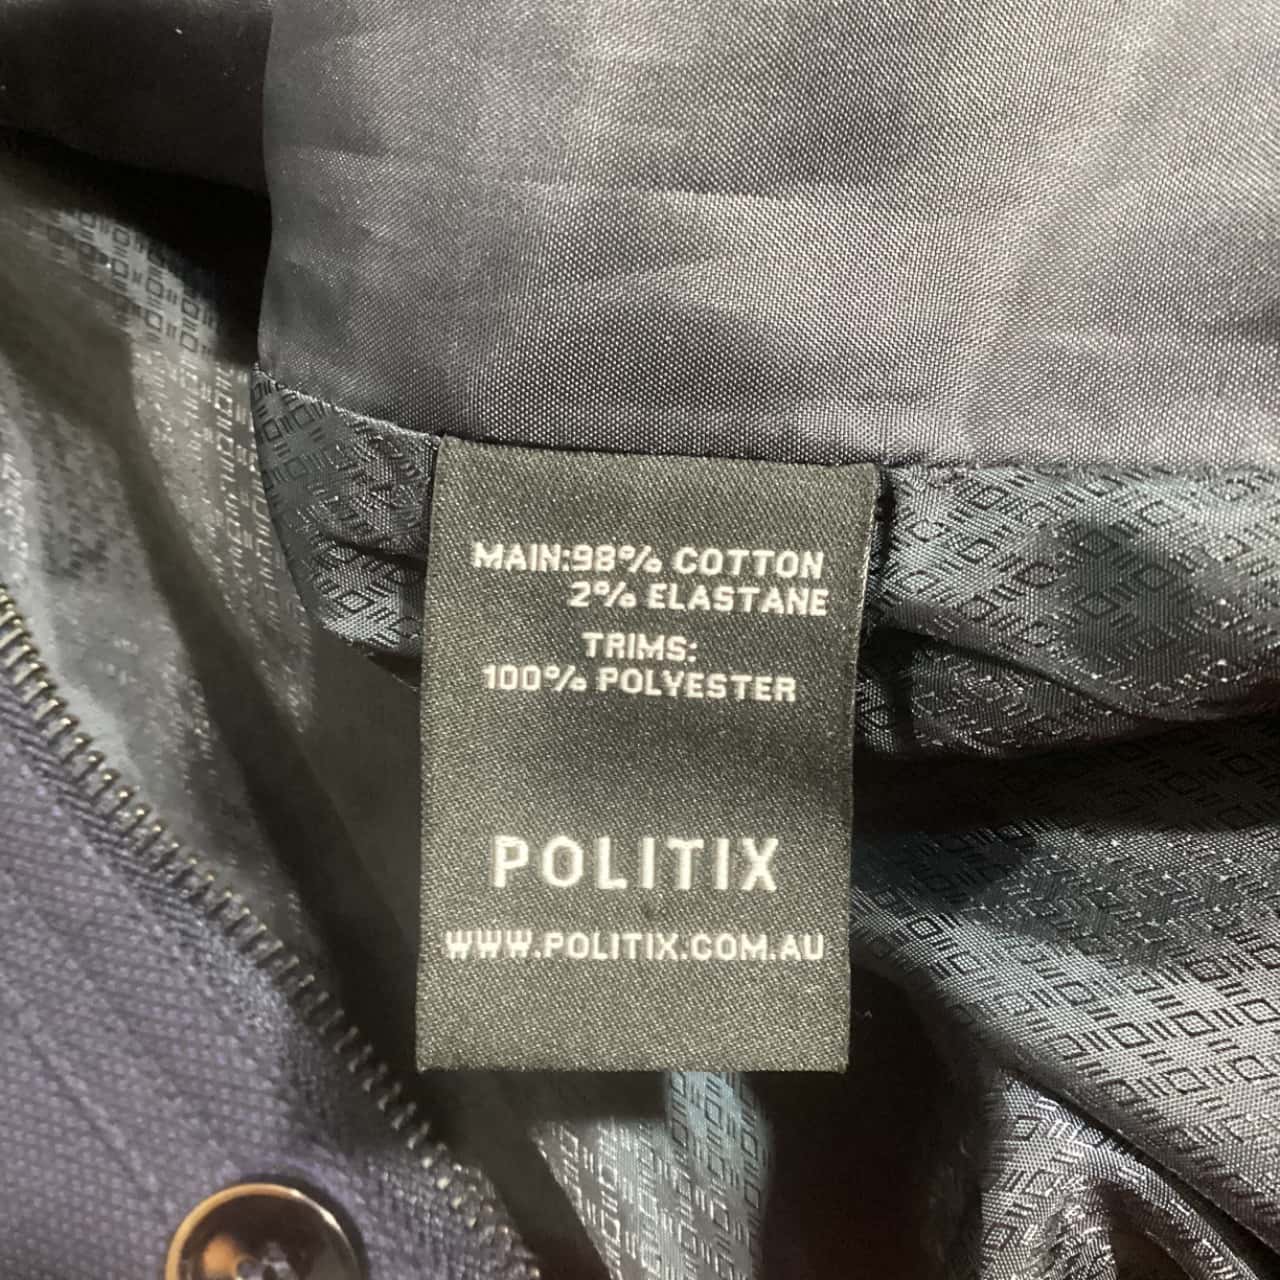 MAIN:98% COTTON
2% ELASTANE
TRIMS:
100% POLYESTER
POLITIX
WWW.POLITIX.COM.AU